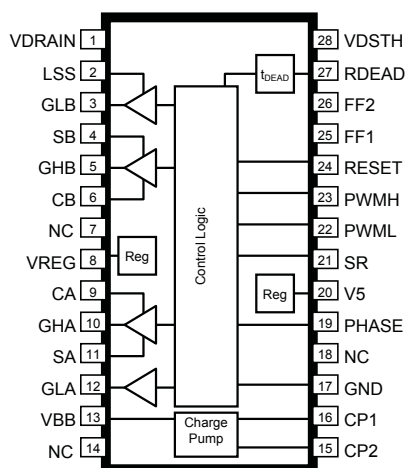 VDRAIN 1
LSS 2
GLB 3
SB 4
GHB 5
CB 6
NC 7
VREG 8
CA 9
GHA 10
SA 11
GLA 12
VBB 13
NC 14
Reg
Control Logic
Charge
Pump
tDEAD
Reg
28 VDSTH
27 RDEAD
26 FF2
25 FF1
24 RESET
23 PWMH
22 PWML
21 SR
20 V5
19 PHASE
18 NC
17 GND
16 CP1
15 CP2